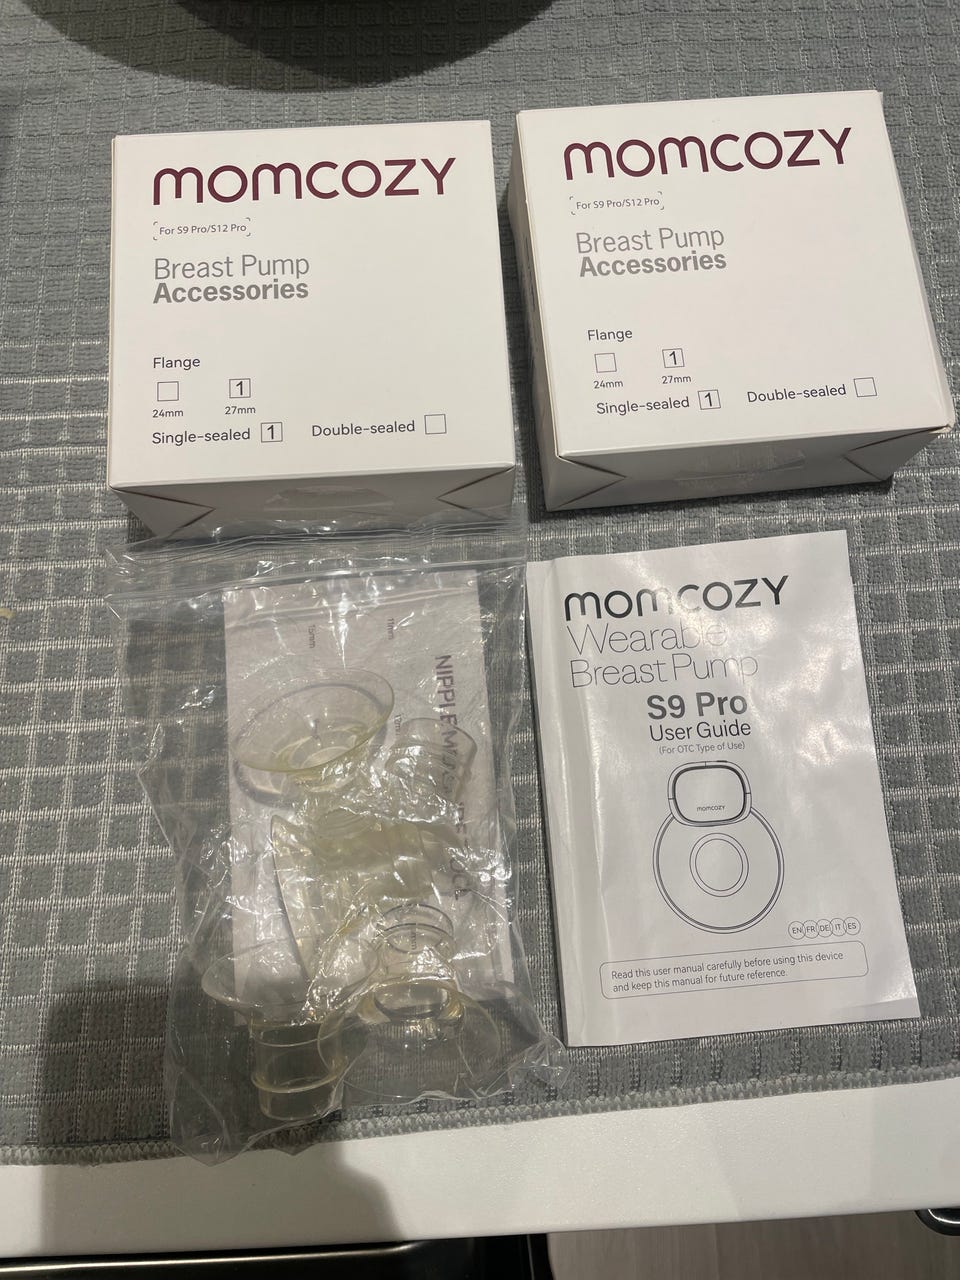 momcozy
For S9 Pro/S12 Pro
Breast Pump
Accessories
Flange
1
24mm
27mm
Single-sealed 1 Double-sealed
momcozy
For S9 Pro/S12 Pro
Breast Pump
Accessories
Flange
1
24mm
27mm
Single-sealed 1 Double-sealed
15mm
NIPPLE
momcozy
Wearable
Breast Pump
S9 Pro
User Guide
(For OTC Type of Use)
momcozy
EN FR DE IT ES
Read this user manual carefully before using this device
and keep this manual for future reference.